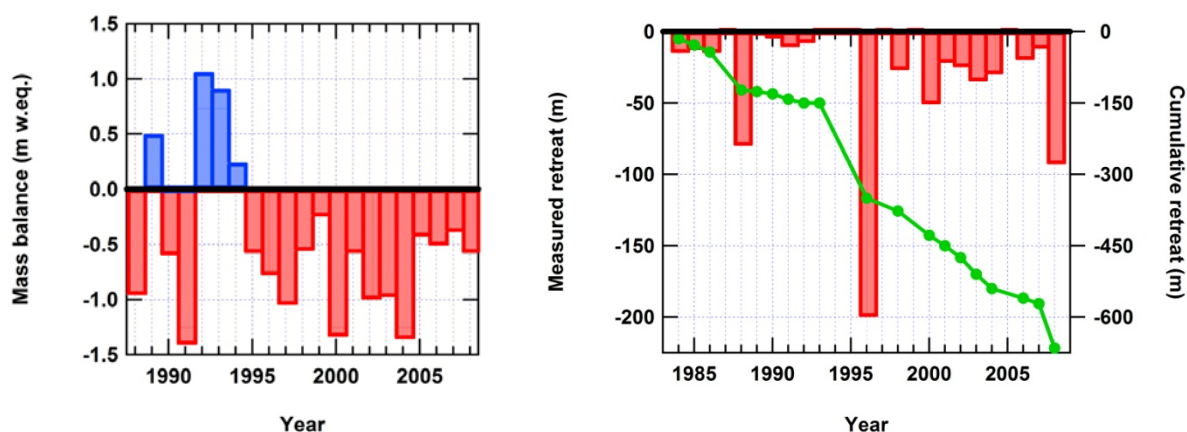 Mass balance (m w.eq.)
1.5
1.0
0.5
0.0
-0.5
-1.0
-1.5
1990 1995 2000 2005
Year
Measured retreat (m)
0
-50
-100
-150
-200
1985 1990 1995 2000 2005
Year
-0
-150
-300
-450
-600
Cumulative retreat (m)